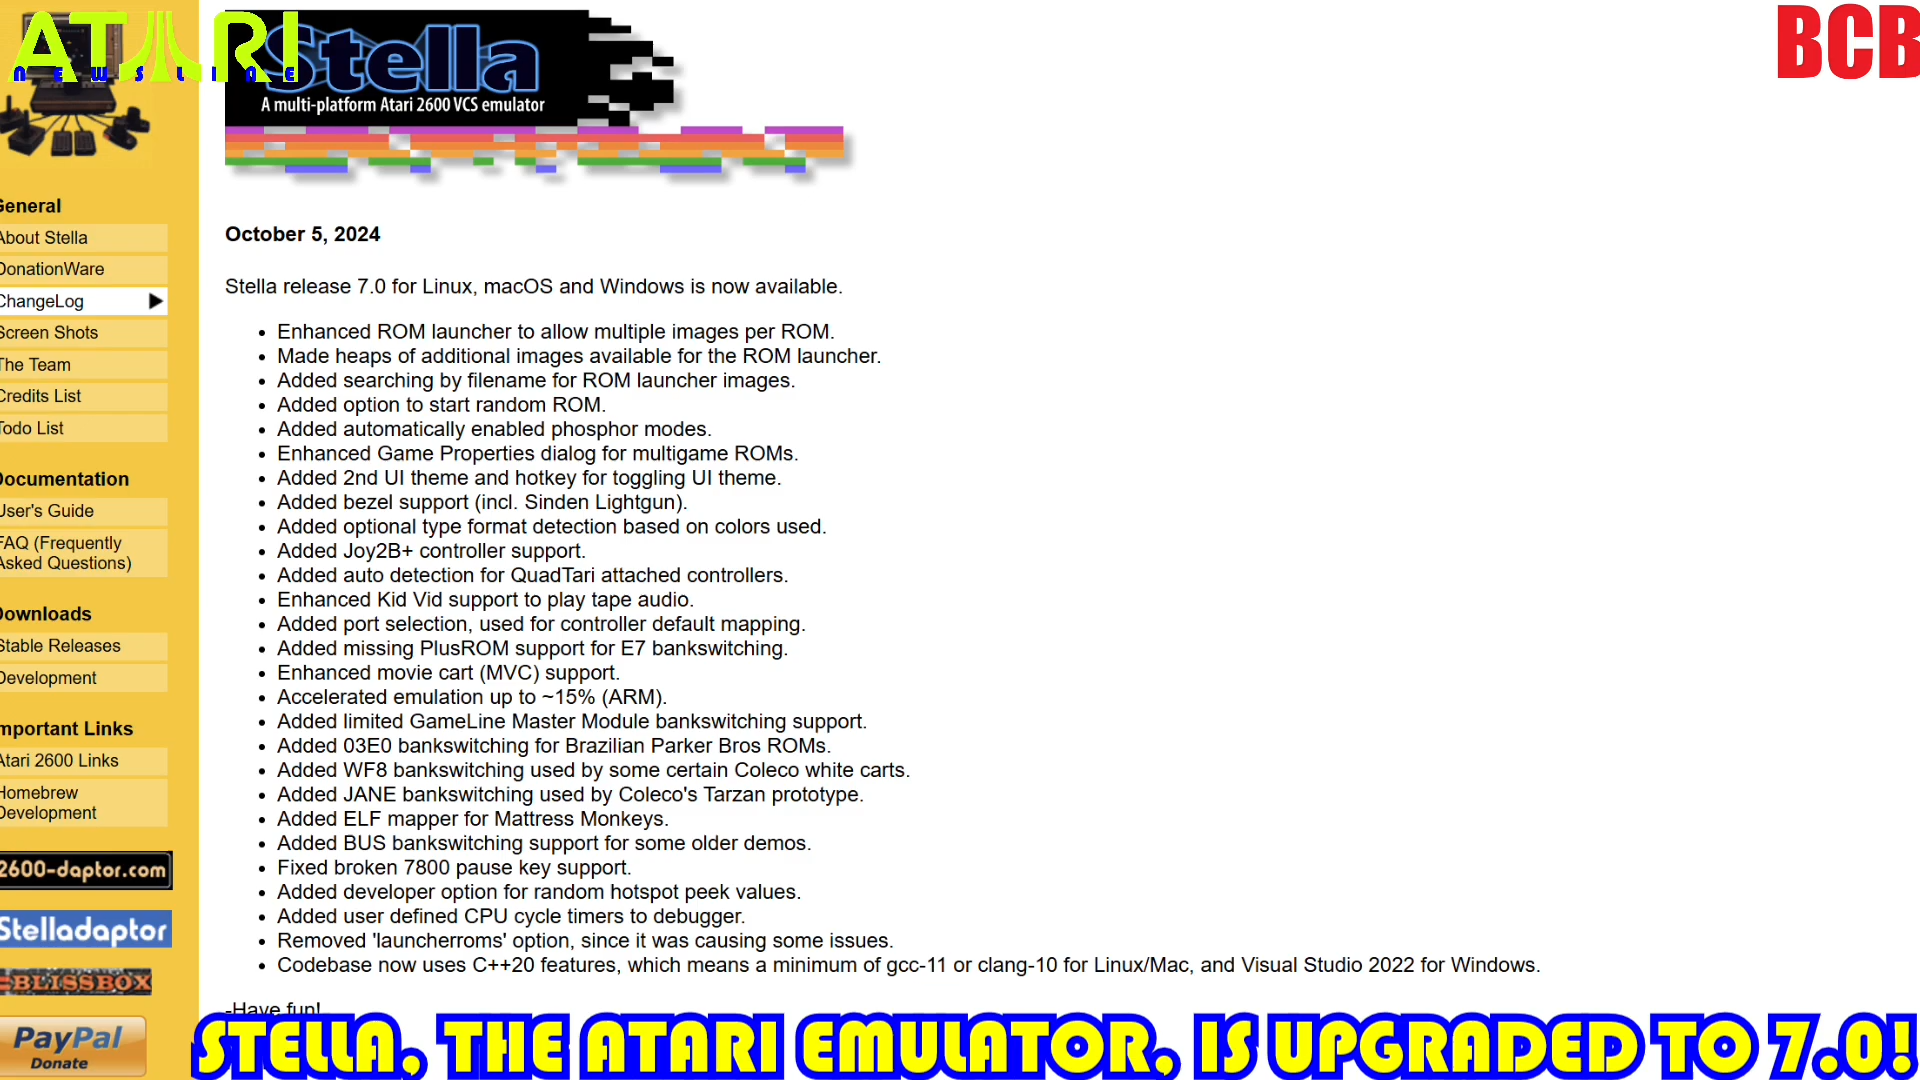 ATARI
NEWSLINE
BCB
Stella
A multi-platform Atari 2600 VCS emulator
General
About Stella
DonationWare
ChangeLog
Screen Shots
The Team
Credits List
Todo List
Documentation
User's Guide
FAQ (Frequently
Asked Questions)
Downloads
Stable Releases
Development
Important Links
Atari 2600 Links
Homebrew
Development
2600-daptor.com
Stelladaptor
BLISSBOX
PayPal
Donate
October 5, 2024
Stella release 7.0 for Linux, macOS and Windows is now available.
• Enhanced ROM launcher to allow multiple images per ROM.
• Made heaps of additional images available for the ROM launcher.
• Added searching by filename for ROM launcher images.
• Added option to start random ROM.
• Added automatically enabled phosphor modes.
• Enhanced Game Properties dialog for multigame ROMs.
• Added 2nd UI theme and hotkey for toggling UI theme.
• Added bezel support (incl. Sinden Lightgun).
• Added optional type format detection based on colors used.
• Added Joy2B+ controller support.
• Added auto detection for QuadTari attached controllers.
• Enhanced Kid Vid support to play tape audio.
• Added port selection, used for controller default mapping.
• Added missing PlusROM support for E7 bankswitching.
• Enhanced movie cart (MVC) support.
• Accelerated emulation up to ~15% (ARM).
• Added limited GameLine Master Module bankswitching support.
• Added 03E0 bankswitching for Brazilian Parker Bros ROMs.
• Added WF8 bankswitching used by some certain Coleco white carts.
• Added JANE bankswitching used by Coleco's Tarzan prototype.
• Added ELF mapper for Mattress Monkeys.
• Added BUS bankswitching support for some older demos.
• Fixed broken 7800 pause key support.
• Added developer option for random hotspot peek values.
• Added user defined CPU cycle timers to debugger.
• Removed 'launcherroms' option, since it was causing some issues.
• Codebase now uses C++20 features, which means a minimum of gcc-11 or clang-10 for Linux/Mac, and Visual Studio 2022 for Windows.
-Have fun!
STELLA, THE ATARI EMULATOR, IS UPGRADED TO 7.0!